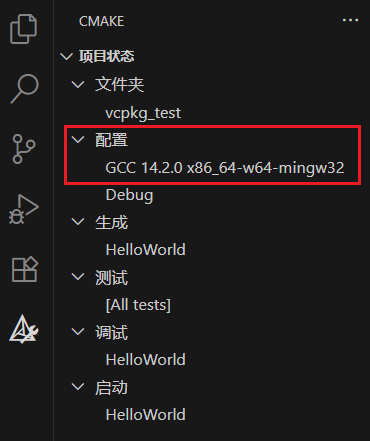 CMAKE
项目状态
文件夹
vcpkg_test
配置
GCC 14.2.0 x86_64-w64-mingw32
Debug
生成
HelloWorld
测试
[All tests]
调试
HelloWorld
启动
HelloWorld